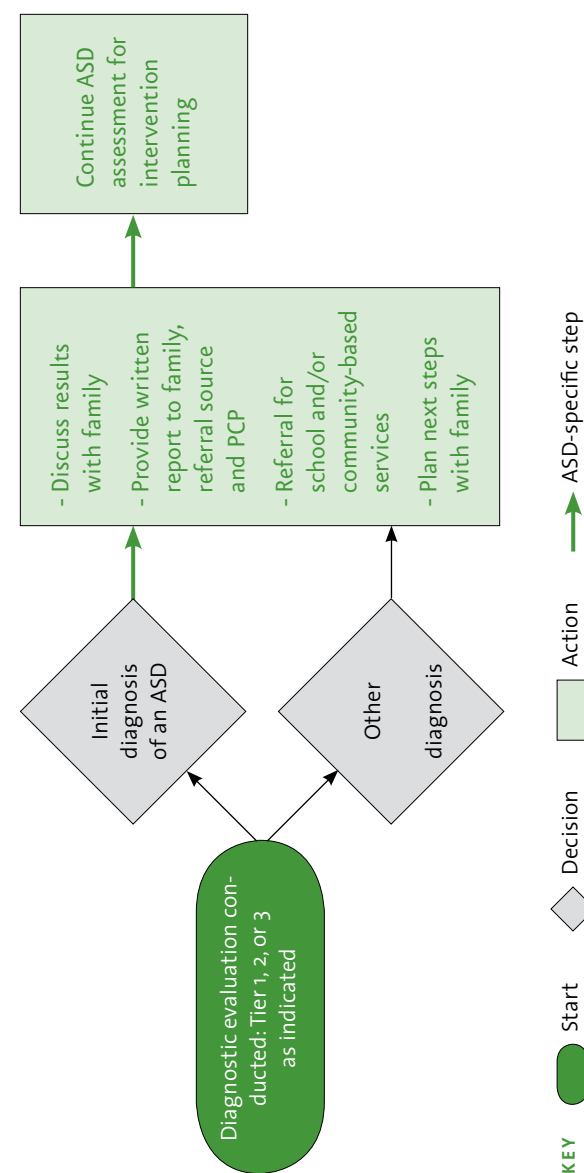 Diagnostic evaluation con-
ducted: Tier 1, 2, or 3
as indicated
Initial
diagnosis
of an ASD
Other
diagnosis
- Discuss results
with family
- Provide written
report to family,
referral source
and PCP
- Referral for
school and/or
community-based
services
- Plan next steps
with family
Continue ASD
assessment for
intervention
planning
KEY Start Decision Action ASD-specific step